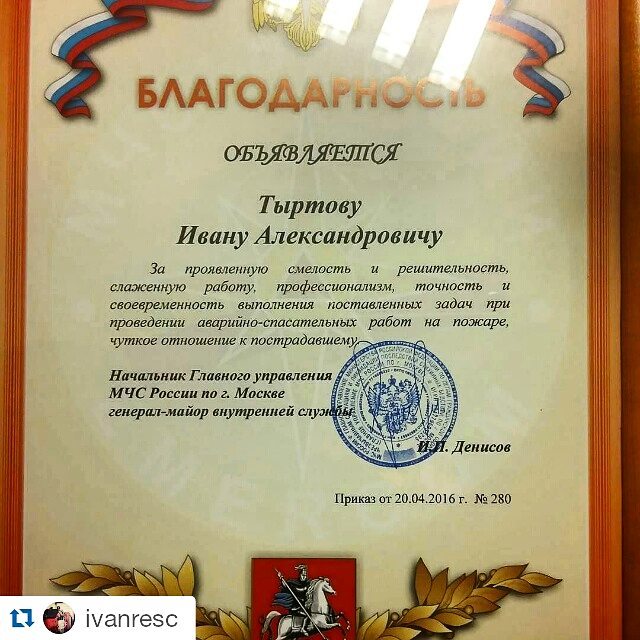 БЛАГОДАРНОСТЬ
ОБЪЯВЛЯЕТСЯ
Тыртову
Ивану Александровичу
За проявленную смелость и решительность,
слаженную работу, профессионализм, точность и
своевременность выполнения поставленных задач при
проведении аварийно-спасательных работ на пожаре,
чуткое отношение к пострадавшему.
Начальник Главного управления
МЧС России по г. Москве
генерал-майор внутренней службы
И.П. Денисов
Приказ от 20.04.2016 г. № 280
ivanresc